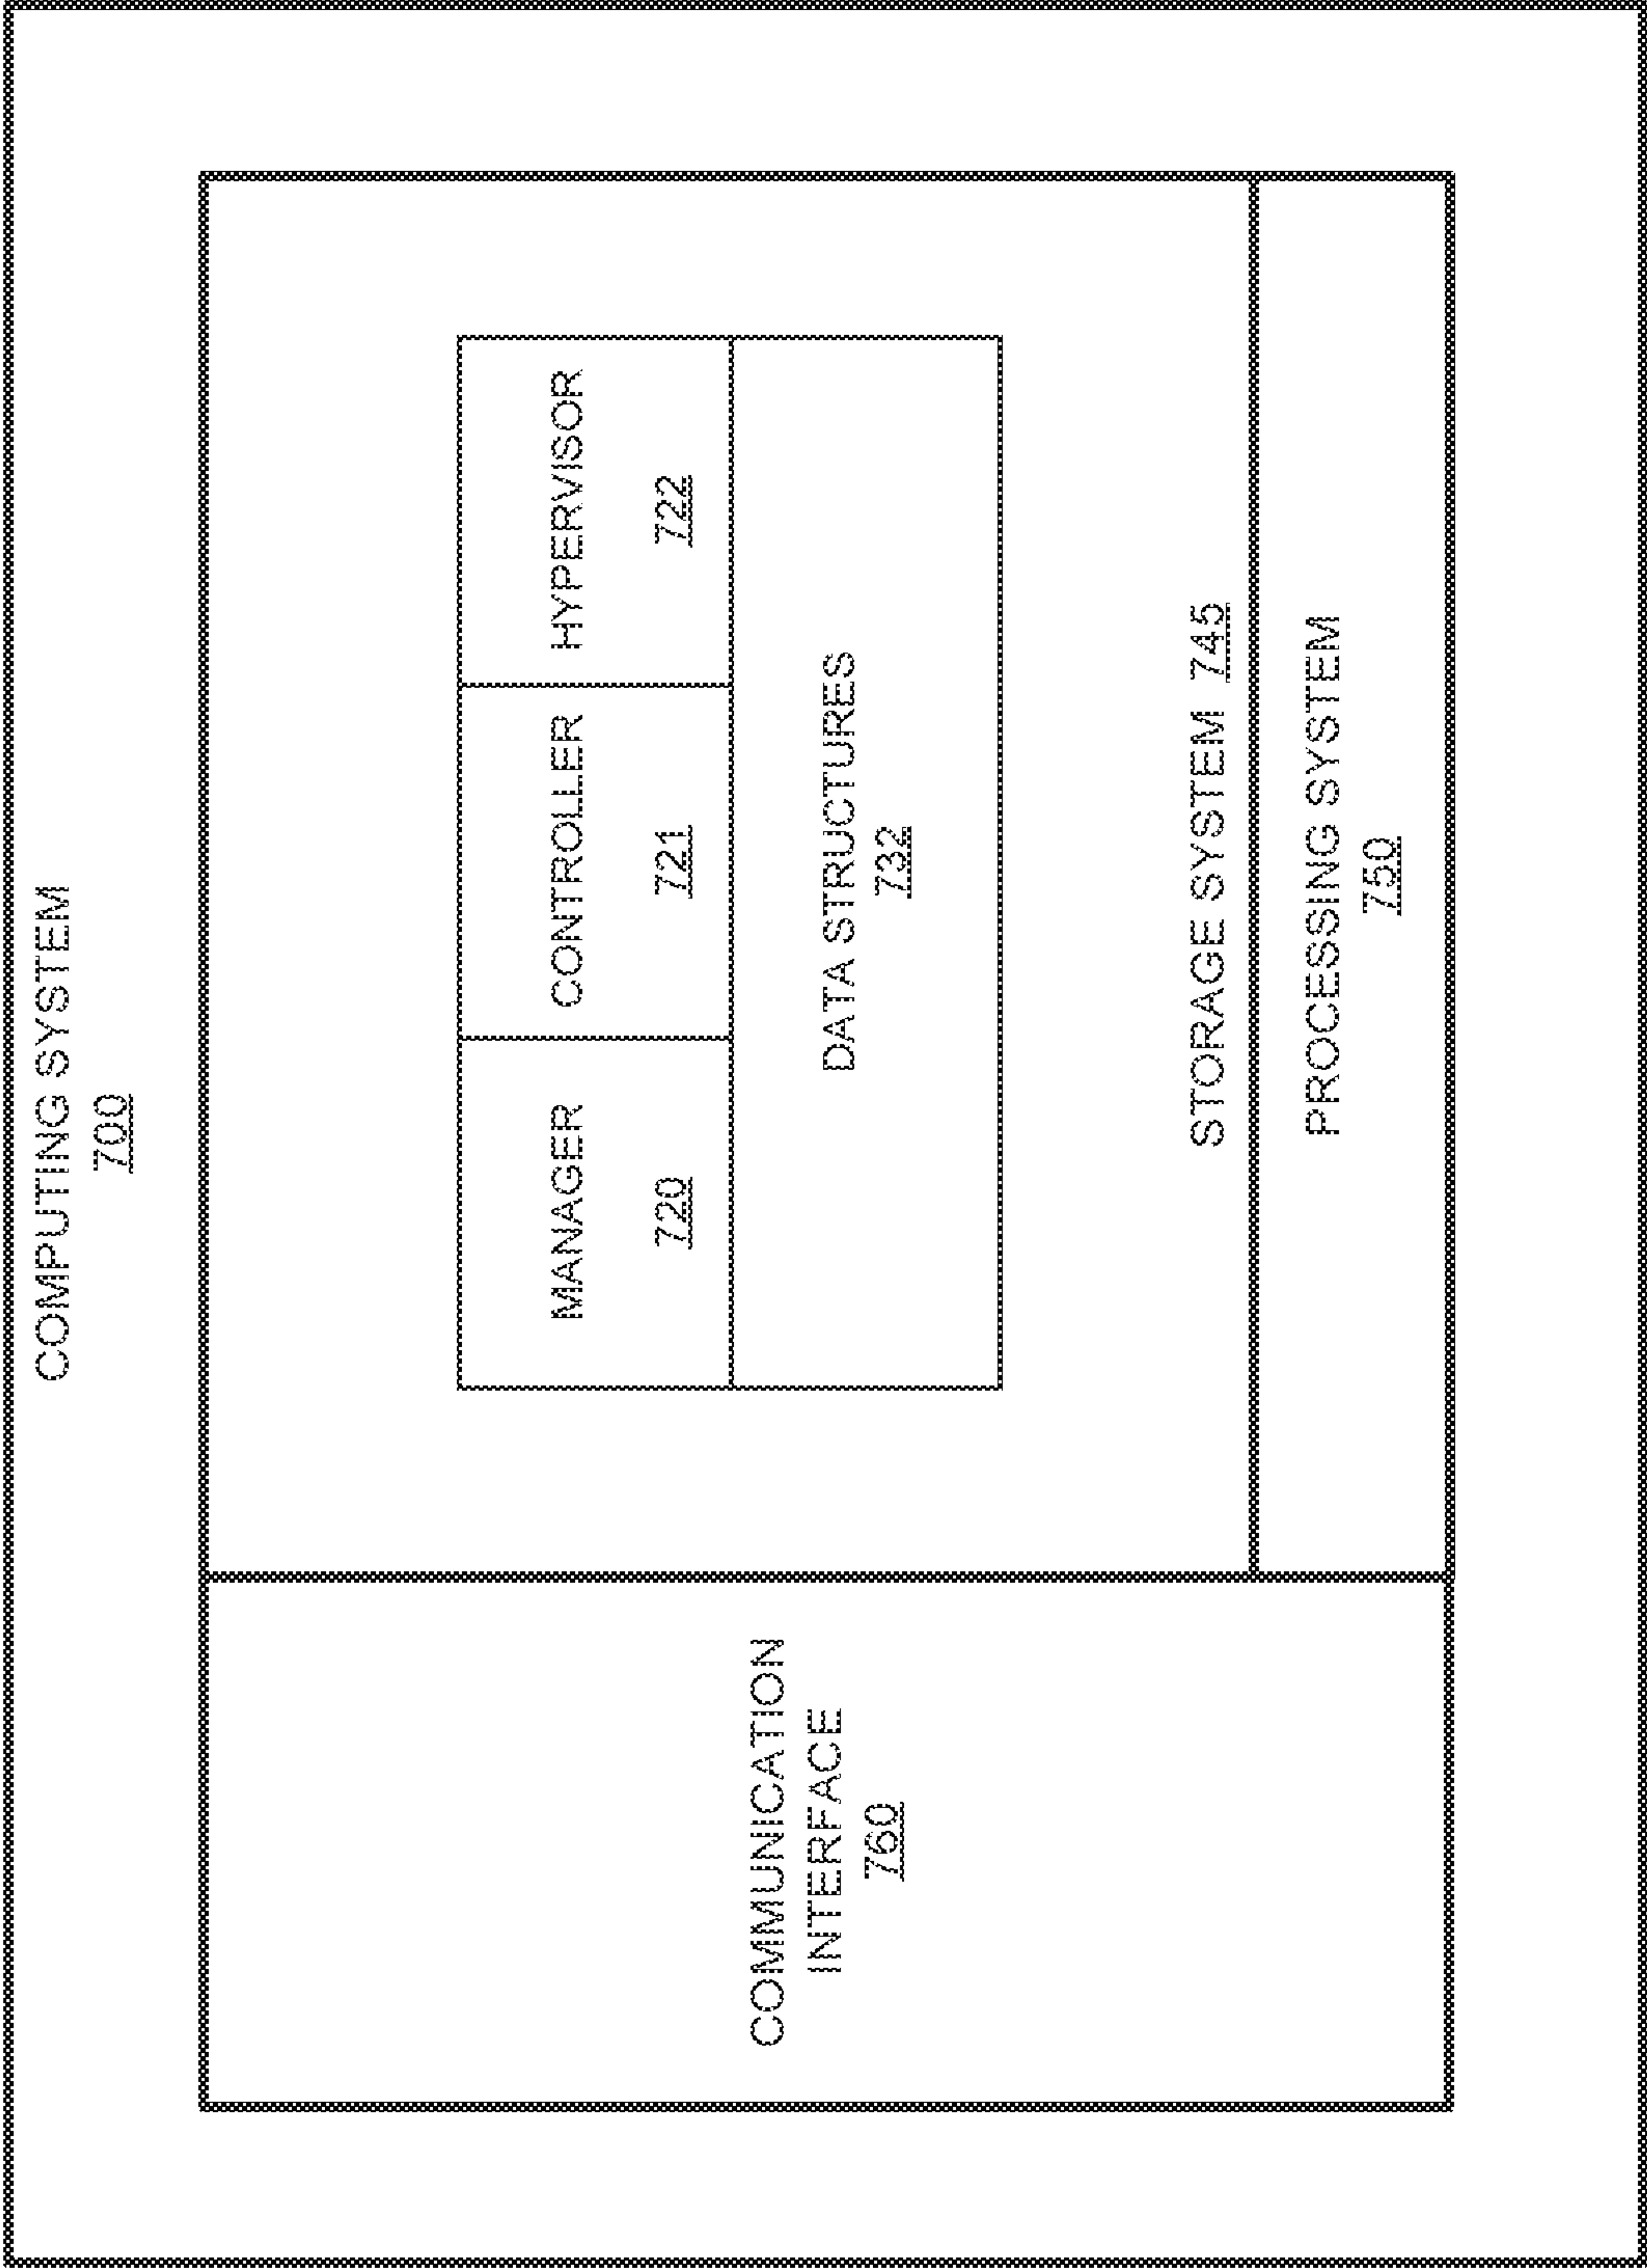 COMPUTING SYSTEM
700
COMMUNICATION
INTERFACE
760
MANAGER
720
CONTROLLER
721
HYPERVISOR
722
DATA STRUCTURES
732
STORAGE SYSTEM 745
PROCESSING SYSTEM
750